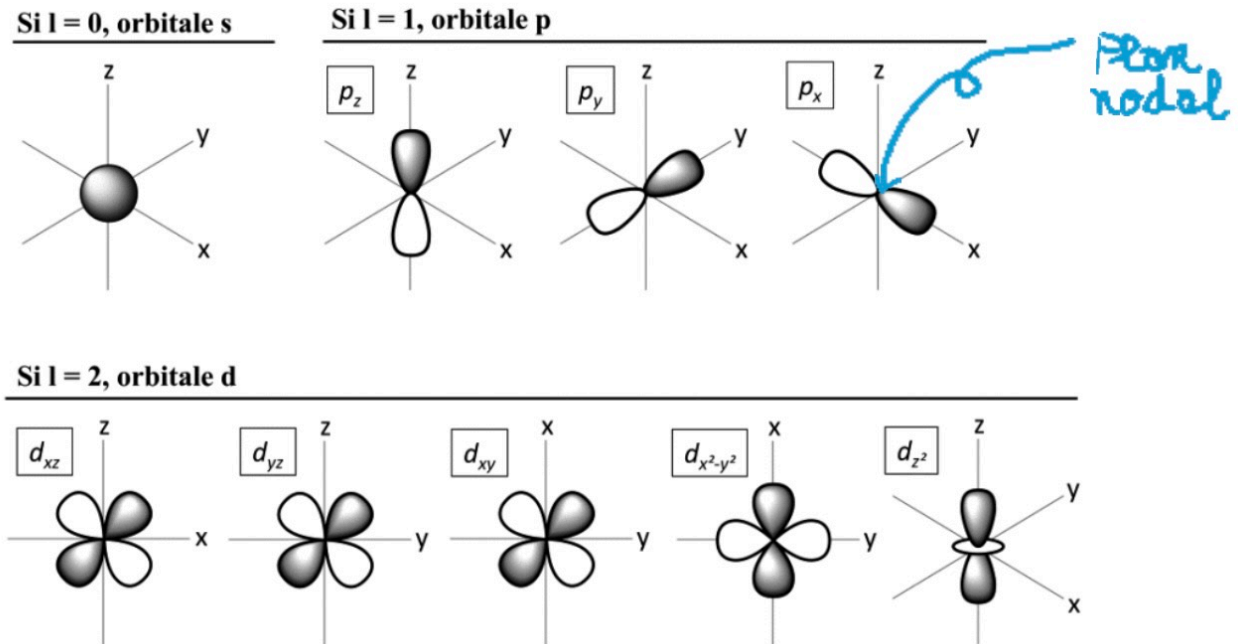 Si l = 0, orbitale s
Si l = 1, orbitale p
z
y
x
p_z
z
y
x
p_y
z
y
x
p_x
z
y
x
Plan
nodal
Si l = 2, orbitale d
d_xz
z
x
d_yz
z
y
d_xy
x
y
d_x²-y²
x
y
d_z²
z
y
x